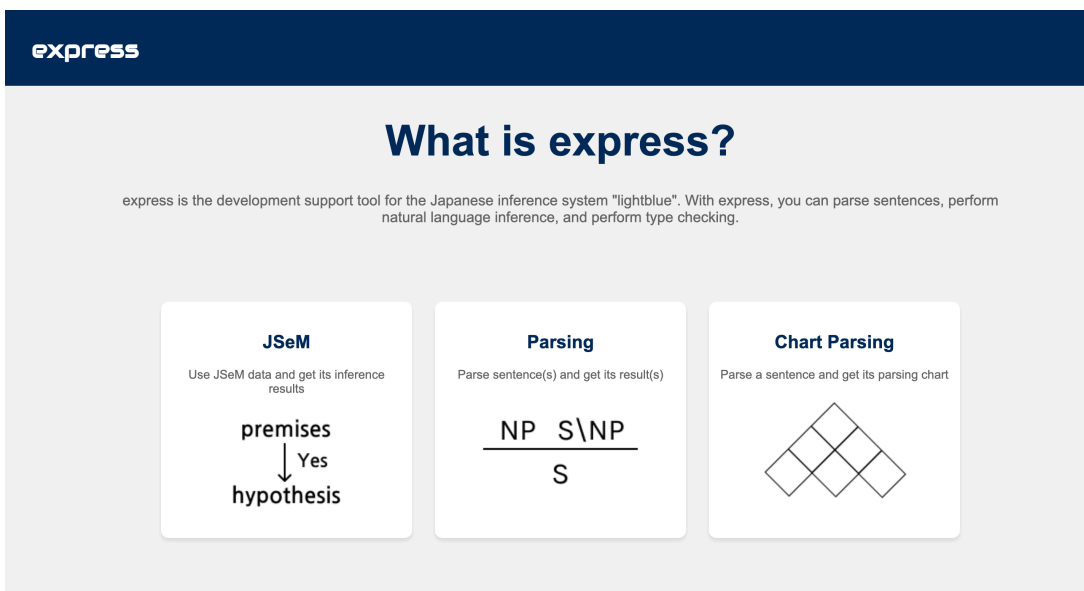 express
What is express?
express is the development support tool for the Japanese inference system "lightblue". With express, you can parse sentences, perform
natural language inference, and perform type checking.
JSeM
Use JSeM data and get its inference
results
premises
Yes
hypothesis
Parsing
Parse sentence(s) and get its result(s)
NP S\NP
S
Chart Parsing
Parse a sentence and get its parsing chart